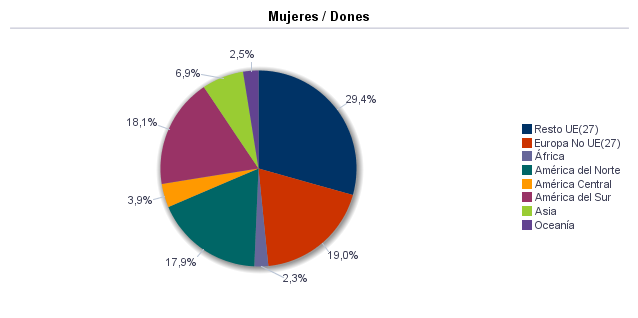 Mujeres / Dones
2,5%
6,9%
29,4%
18,1%
3,9%
17,9%
19,0%
2,3%
Resto UE(27)
Europa No UE(27)
África
América del Norte
América Central
América del Sur
Asia
Oceanía